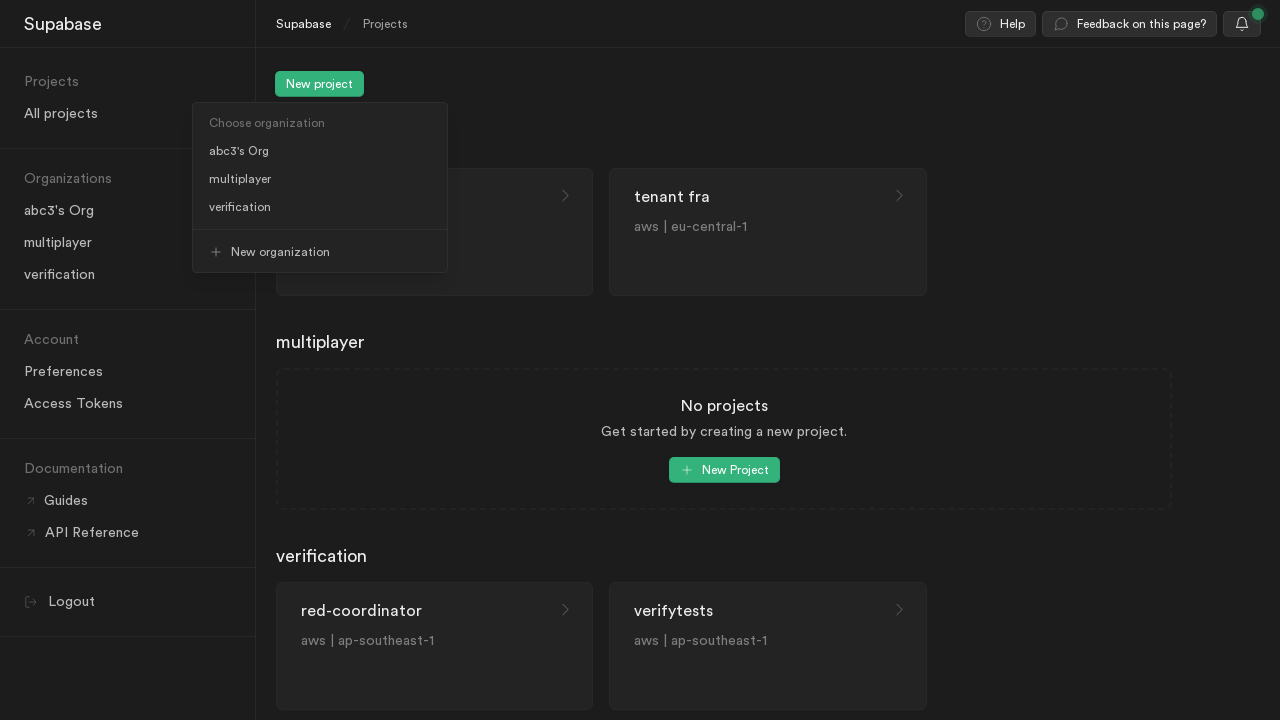 Supabase
Projects
All projects
Organizations
abc3's Org
multiplayer
verification
Account
Preferences
Access Tokens
Documentation
Guides
API Reference
Logout
Supabase / Projects
Help
Feedback on this page?
New project
Choose organization
abc3's Org
multiplayer
verification
New organization
tenant fra
aws | eu-central-1
multiplayer
No projects
Get started by creating a new project.
New Project
verification
red-coordinator
aws | ap-southeast-1
verifytests
aws | ap-southeast-1